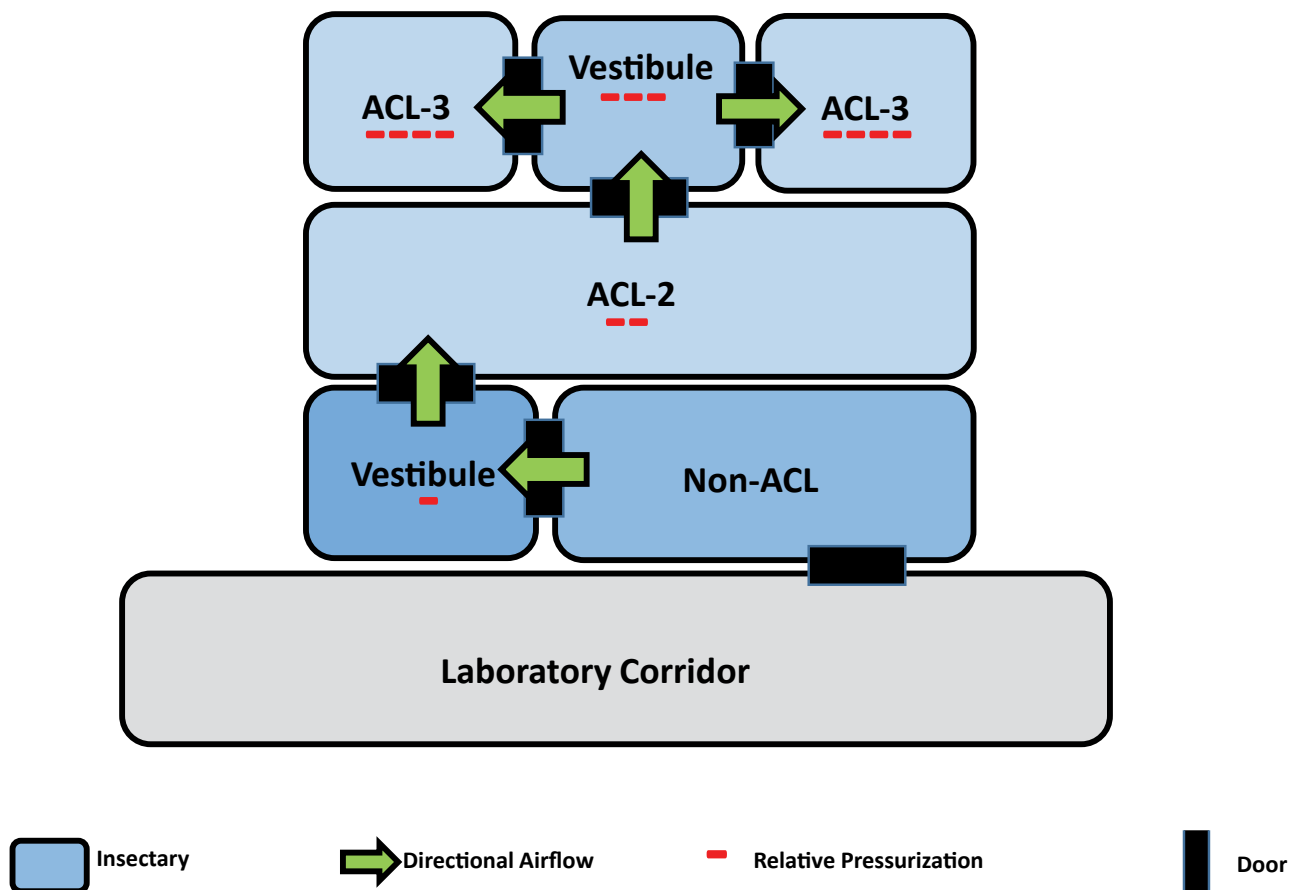 Vestibule
ACL-3
ACL-3
ACL-2
Vestibule
Non-ACL
Laboratory Corridor
Insectary
Directional Airflow
Relative Pressurization
Door